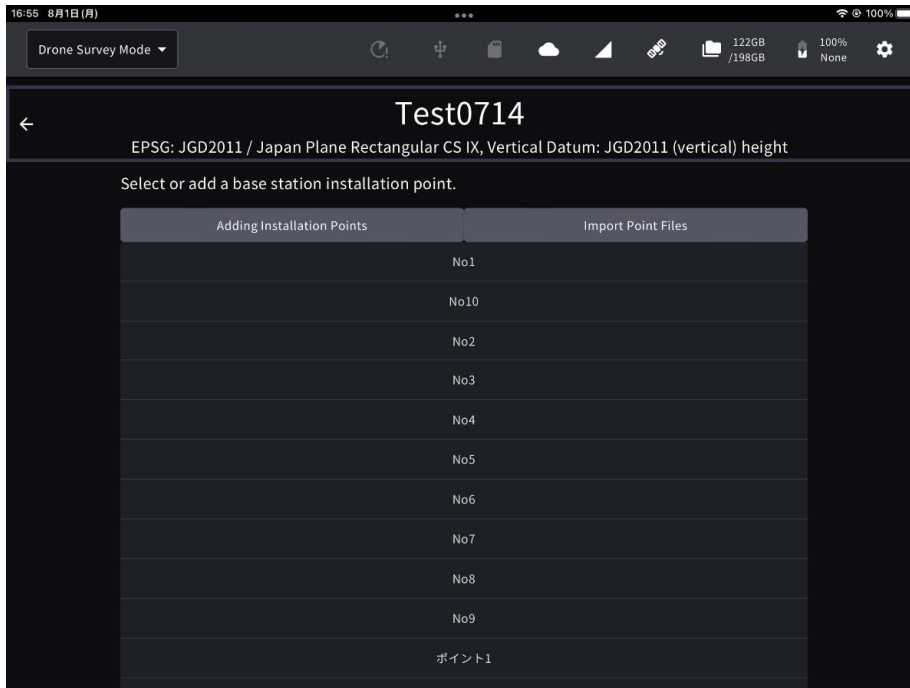 16:55 8月1日(月)
100%
Drone Survey Mode
122GB
/198GB
100%
None
Test0714
EPSG: JGD2011 / Japan Plane Rectangular CS IX, Vertical Datum: JGD2011 (vertical) height
Select or add a base station installation point.
Adding Installation Points
Import Point Files
No1
No10
No2
No3
No4
No5
No6
No7
No8
No9
ポイント1